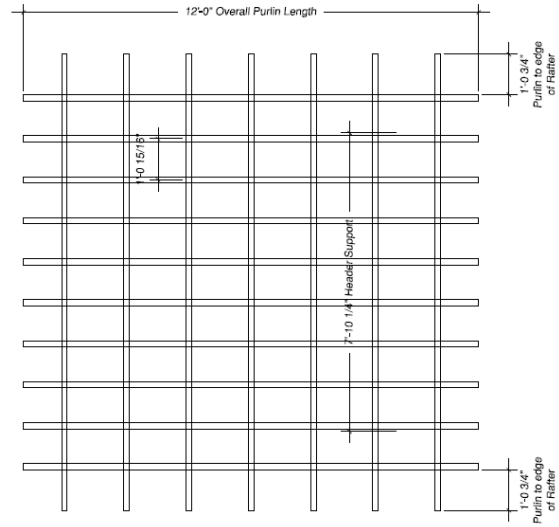 12'-0" Overall Purlin Length
1'-0 3/4"
Purlin to edge
of Rafter
1'-0 15/16"
7'-10 1/4" Header Support
1'-0 3/4"
Purlin to edge
of Rafter